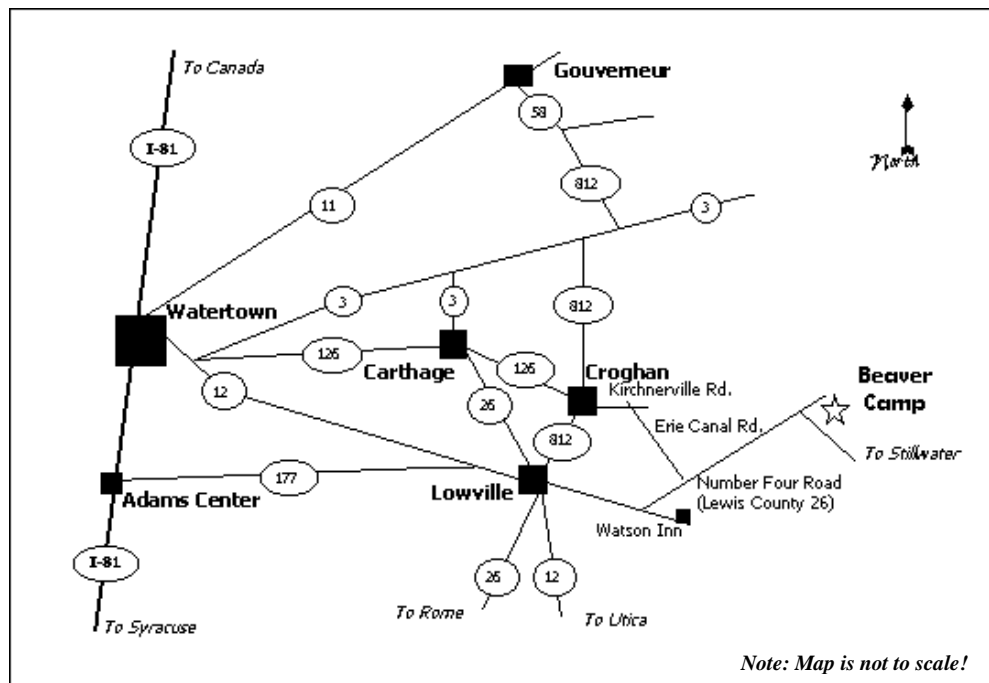 To Canada
Gouverneur
58
I-81
North
812
11
3
3
3
812
Watertown
126
Carthage
126
Croghan
Kirchnerville Rd.
Beaver
Camp
12
26
Erie Canal Rd.
812
To Stillwater
177
Adams Center
Lowville
Number Four Road
(Lewis County 26)
Watson Inn
I-81
26
12
To Rome
To Utica
To Syracuse
Note: Map is not to scale!